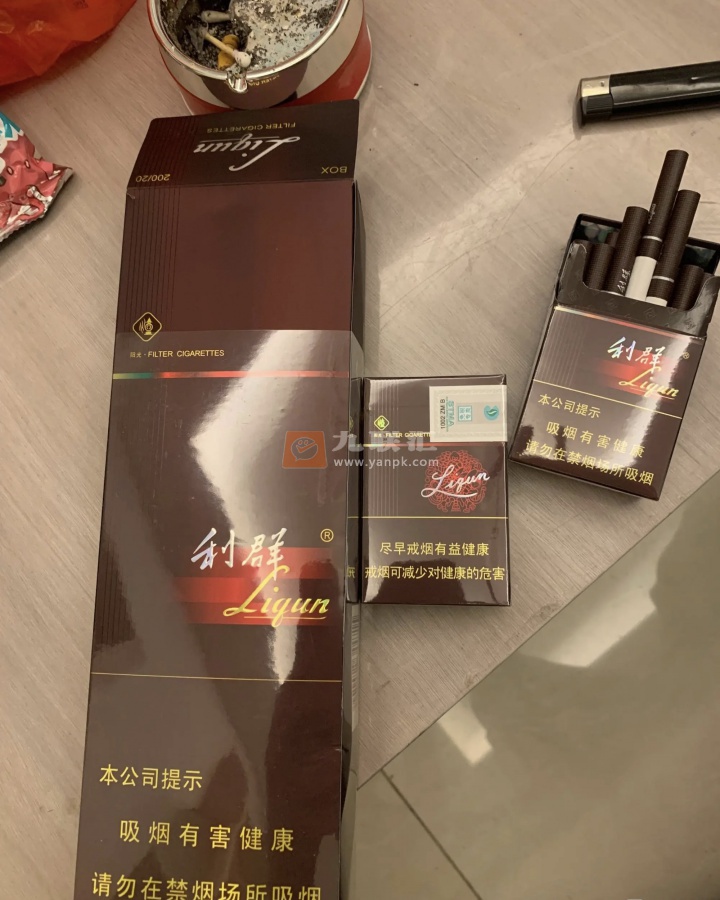 FILTER CIGARETTES
Liqun
BOX
200/20
FILTER CIGARETTES
利群®
Liqun
本公司提示
吸烟有害健康
请勿在禁烟场所吸烟
FILTER CIGARETTES
1002 ZM B
Liqun
尽早戒烟有益健康
戒烟可减少对健康的危害
利群®
Liqun
本公司提示
吸烟有害健康
请勿在禁烟场所吸烟
www.yanpk.com